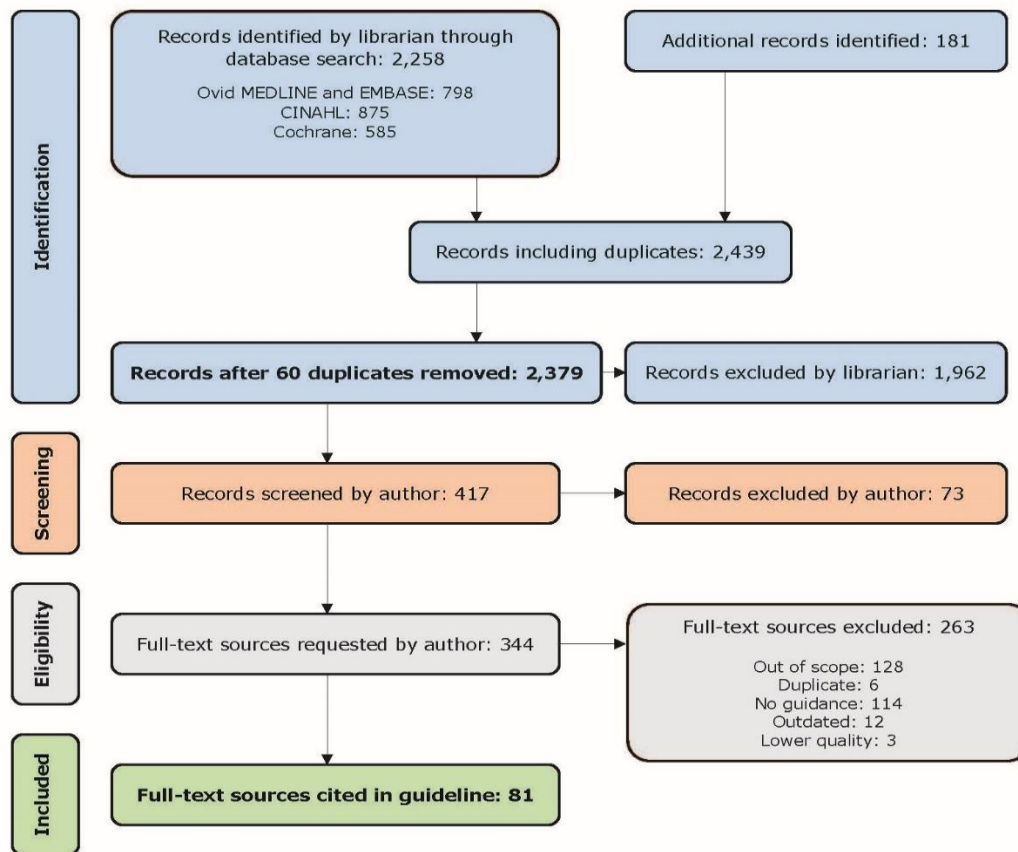 Identification
Records identified by librarian through
database search: 2,258
Ovid MEDLINE and EMBASE: 798
CINAHL: 875
Cochrane: 585
Additional records identified: 181
Records including duplicates: 2,439
Records after 60 duplicates removed: 2,379
Records excluded by librarian: 1,962
Screening
Records screened by author: 417
Records excluded by author: 73
Eligibility
Full-text sources requested by author: 344
Full-text sources excluded: 263
Out of scope: 128
Duplicate: 6
No guidance: 114
Outdated: 12
Lower quality: 3
Included
Full-text sources cited in guideline: 81